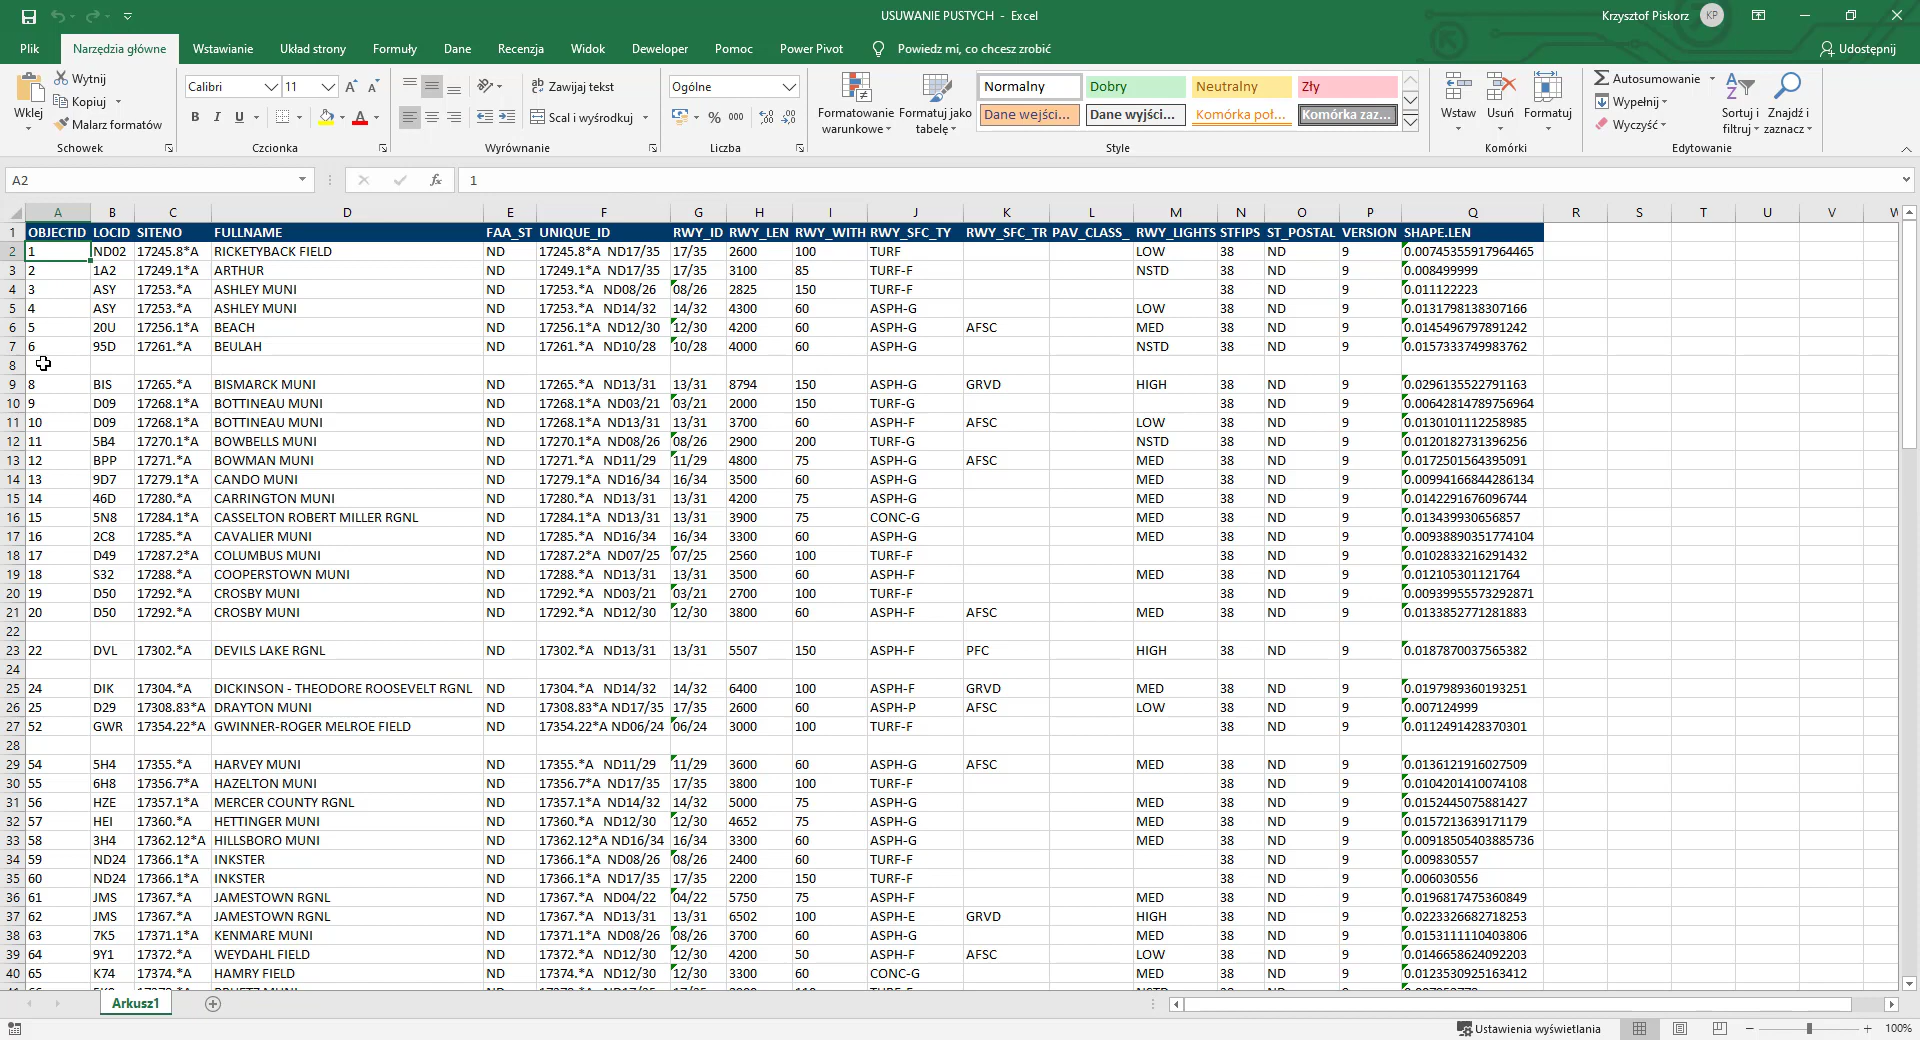 USUWANIE PUSTYCH - Excel
Krzysztof Piskorz KP
Plik Narzędzia główne Wstawianie Układ strony Formuły Dane Recenzja Widok Deweloper Pomoc Power Pivot Powiedz mi, co chcesz zrobić Udostępnij
Wklej Wytnij Kopiuj Malarz formatów Schowek
Calibri 11 B I U A Czcionka
Zawijaj tekst Scal i wyśrodkuj Wyrównanie
Ogólne % 000 Liczba
Formatowanie warunkowe Formatuj jako tabelę
Normalny Dobry Neutralny Zły
Dane wejści... Dane wyjści... Komórka poł... Komórka zaz...
Style
Wstaw Usuń Formatuj Komórki
Autosumowanie Wypełnij Wyczyść Sortuj i filtruj Znajdź i zaznacz Edytowanie
A2 fx 1
A B C D E F G H I J K L M N O P Q R S T U V W
1 OBJECTID LOCID SITENO FULLNAME FAA_ST UNIQUE_ID RWY_ID RWY_LEN RWY_WITH RWY_SFC_TY RWY_SFC_TR PAV_CLASS_ RWY_LIGHTS STFIPS ST_POSTAL VERSION SHAPE.LEN
2 1 ND02 17245.8*A RICKETYBACK FIELD ND 17245.8*A ND17/35 17/35 2600 100 TURF LOW 38 ND 9 0.00745355917964465
3 2 1A2 17249.1*A ARTHUR ND 17249.1*A ND17/35 17/35 3100 85 TURF-F NSTD 38 ND 9 0.008499999
4 3 ASY 17253.*A ASHLEY MUNI ND 17253.*A ND08/26 08/26 2825 150 TURF-F 38 ND 9 0.011122223
5 4 ASY 17253.*A ASHLEY MUNI ND 17253.*A ND14/32 14/32 4300 60 ASPH-G LOW 38 ND 9 0.0131798138307166
6 5 20U 17256.1*A BEACH ND 17256.1*A ND12/30 12/30 4200 60 ASPH-G AFSC MED 38 ND 9 0.0145496797891242
7 6 95D 17261.*A BEULAH ND 17261.*A ND10/28 10/28 4000 60 ASPH-G NSTD 38 ND 9 0.0157333749983762
8
9 8 BIS 17265.*A BISMARCK MUNI ND 17265.*A ND13/31 13/31 8794 150 ASPH-G GRVD HIGH 38 ND 9 0.0296135522791163
10 9 D09 17268.1*A BOTTINEAU MUNI ND 17268.1*A ND03/21 03/21 2000 150 TURF-G 38 ND 9 0.00642814789756964
11 10 D09 17268.1*A BOTTINEAU MUNI ND 17268.1*A ND13/31 13/31 3700 60 ASPH-F AFSC LOW 38 ND 9 0.0130101112258985
12 11 5B4 17270.1*A BOWBELLS MUNI ND 17270.1*A ND08/26 08/26 2900 200 TURF-G NSTD 38 ND 9 0.0120182731396256
13 12 BPP 17271.*A BOWMAN MUNI ND 17271.*A ND11/29 11/29 4800 75 ASPH-G AFSC MED 38 ND 9 0.0172501564395091
14 13 9D7 17279.1*A CANDO MUNI ND 17279.1*A ND16/34 16/34 3500 60 ASPH-G MED 38 ND 9 0.00994166844286134
15 14 46D 17280.*A CARRINGTON MUNI ND 17280.*A ND13/31 13/31 4200 75 ASPH-G MED 38 ND 9 0.0142291676096744
16 15 5N8 17284.1*A CASSELTON ROBERT MILLER RGNL ND 17284.1*A ND13/31 13/31 3900 75 CONC-G MED 38 ND 9 0.013439930656857
17 16 2C8 17285.*A CAVALIER MUNI ND 17285.*A ND16/34 16/34 3300 60 ASPH-G MED 38 ND 9 0.00938890351774104
18 17 D49 17287.2*A COLUMBUS MUNI ND 17287.2*A ND07/25 07/25 2560 100 TURF-F 38 ND 9 0.0102833216291432
19 18 S32 17288.*A COOPERSTOWN MUNI ND 17288.*A ND13/31 13/31 3500 60 ASPH-F MED 38 ND 9 0.012105301121764
20 19 D50 17292.*A CROSBY MUNI ND 17292.*A ND03/21 03/21 2700 100 TURF-F 38 ND 9 0.00939955573292871
21 20 D50 17292.*A CROSBY MUNI ND 17292.*A ND12/30 12/30 3800 60 ASPH-F AFSC MED 38 ND 9 0.0133852771281883
22
23 22 DVL 17302.*A DEVILS LAKE RGNL ND 17302.*A ND13/31 13/31 5507 150 ASPH-F PFC HIGH 38 ND 9 0.0187870037565382
24
25 24 DIK 17304.*A DICKINSON - THEODORE ROOSEVELT RGNL ND 17304.*A ND14/32 14/32 6400 100 ASPH-F GRVD MED 38 ND 9 0.0197989360193251
26 25 D29 17308.83*A DRAYTON MUNI ND 17308.83*A ND17/35 17/35 2600 60 ASPH-P AFSC LOW 38 ND 9 0.007124999
27 52 GWR 17354.22*A GWINNER-ROGER MELROE FIELD ND 17354.22*A ND06/24 06/24 3000 100 TURF-F 38 ND 9 0.0112491428370301
28
29 54 5H4 17355.*A HARVEY MUNI ND 17355.*A ND11/29 11/29 3600 60 ASPH-G AFSC MED 38 ND 9 0.0136121916027509
30 55 6H8 17356.7*A HAZELTON MUNI ND 17356.7*A ND17/35 17/35 3800 100 TURF-F 38 ND 9 0.0104201410074108
31 56 HZE 17357.1*A MERCER COUNTY RGNL ND 17357.1*A ND14/32 14/32 5000 75 ASPH-G MED 38 ND 9 0.0152445075881427
32 57 HEI 17360.*A HETTINGER MUNI ND 17360.*A ND12/30 12/30 4652 75 ASPH-G MED 38 ND 9 0.0157213639171179
33 58 3H4 17362.12*A HILLSBORO MUNI ND 17362.12*A ND16/34 16/34 3300 60 ASPH-G MED 38 ND 9 0.00918505403885736
34 59 ND24 17366.1*A INKSTER ND 17366.1*A ND08/26 08/26 2400 60 TURF-F 38 ND 9 0.009830557
35 60 ND24 17366.1*A INKSTER ND 17366.1*A ND17/35 17/35 2200 150 TURF-F 38 ND 9 0.006030556
36 61 JMS 17367.*A JAMESTOWN RGNL ND 17367.*A ND04/22 04/22 5750 75 ASPH-F MED 38 ND 9 0.0196817475360849
37 62 JMS 17367.*A JAMESTOWN RGNL ND 17367.*A ND13/31 13/31 6502 100 ASPH-E GRVD HIGH 38 ND 9 0.0223326682718253
38 63 7K5 17371.1*A KENMARE MUNI ND 17371.1*A ND08/26 08/26 3700 60 ASPH-G MED 38 ND 9 0.0153111110403806
39 64 9Y1 17372.*A WEYDAHL FIELD ND 17372.*A ND12/30 12/30 4200 50 ASPH-F AFSC LOW 38 ND 9 0.0146658624092203
40 65 K74 17374.*A HAMRY FIELD ND 17374.*A ND12/30 12/30 3300 60 CONC-G MED 38 ND 9 0.0123530925163412
Arkusz1
Ustawienia wyświetlania 100%